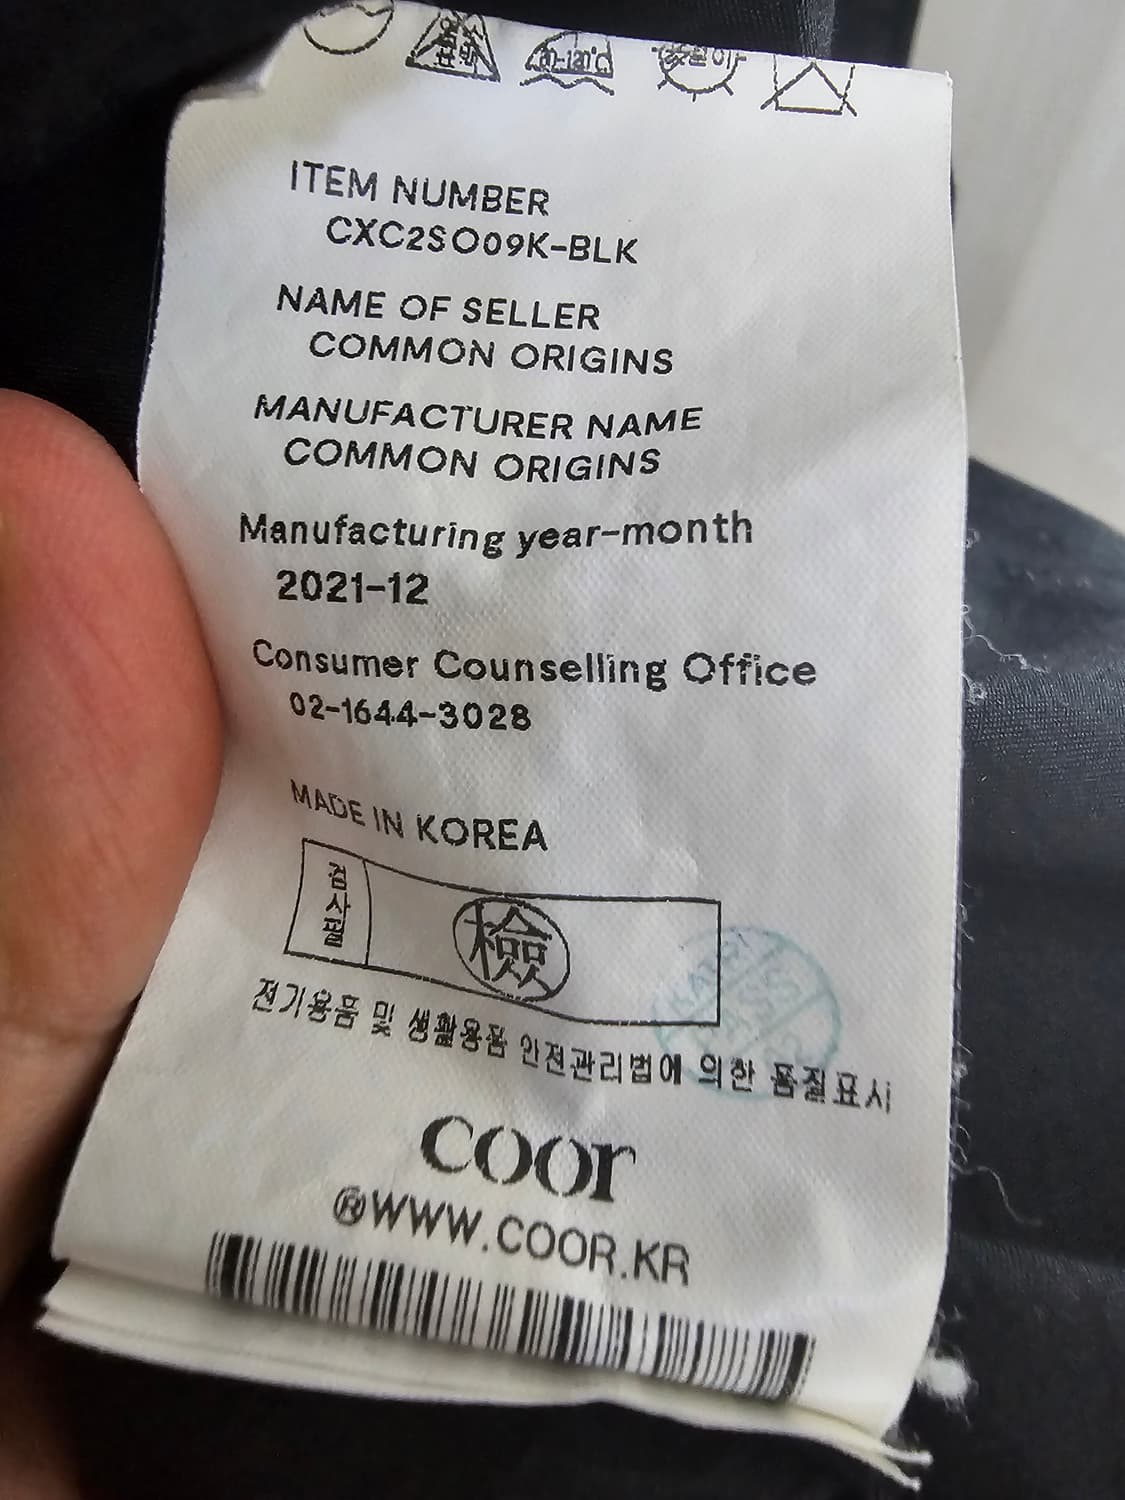 80~120℃
ITEM NUMBER
CXC2SO09K-BLK
NAME OF SELLER
COMMON ORIGINS
MANUFACTURER NAME
COMMON ORIGINS
Manufacturing year-month
2021-12
Consumer Counselling Office
02-1644-3028
MADE IN KOREA
검사필
檢
전기용품 및 생활용품 안전관리법에 의한 품질표시
coor
®WWW.COOR.KR